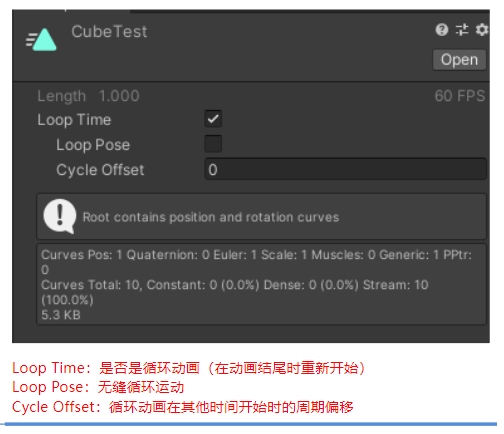 CubeTest
Open
Length 1.000
60 FPS
Loop Time
Loop Pose
Cycle Offset
0
Root contains position and rotation curves
Curves Pos: 1 Quaternion: 0 Euler: 1 Scale: 1 Muscles: 0 Generic: 1 PPtr:
0
Curves Total: 10, Constant: 0 (0.0%) Dense: 0 (0.0%) Stream: 10
(100.0%)
5.3 KB
Loop Time：是否是循环动画（在动画结尾时重新开始）
Loop Pose：无缝循环运动
Cycle Offset：循环动画在其他时间开始时的周期偏移